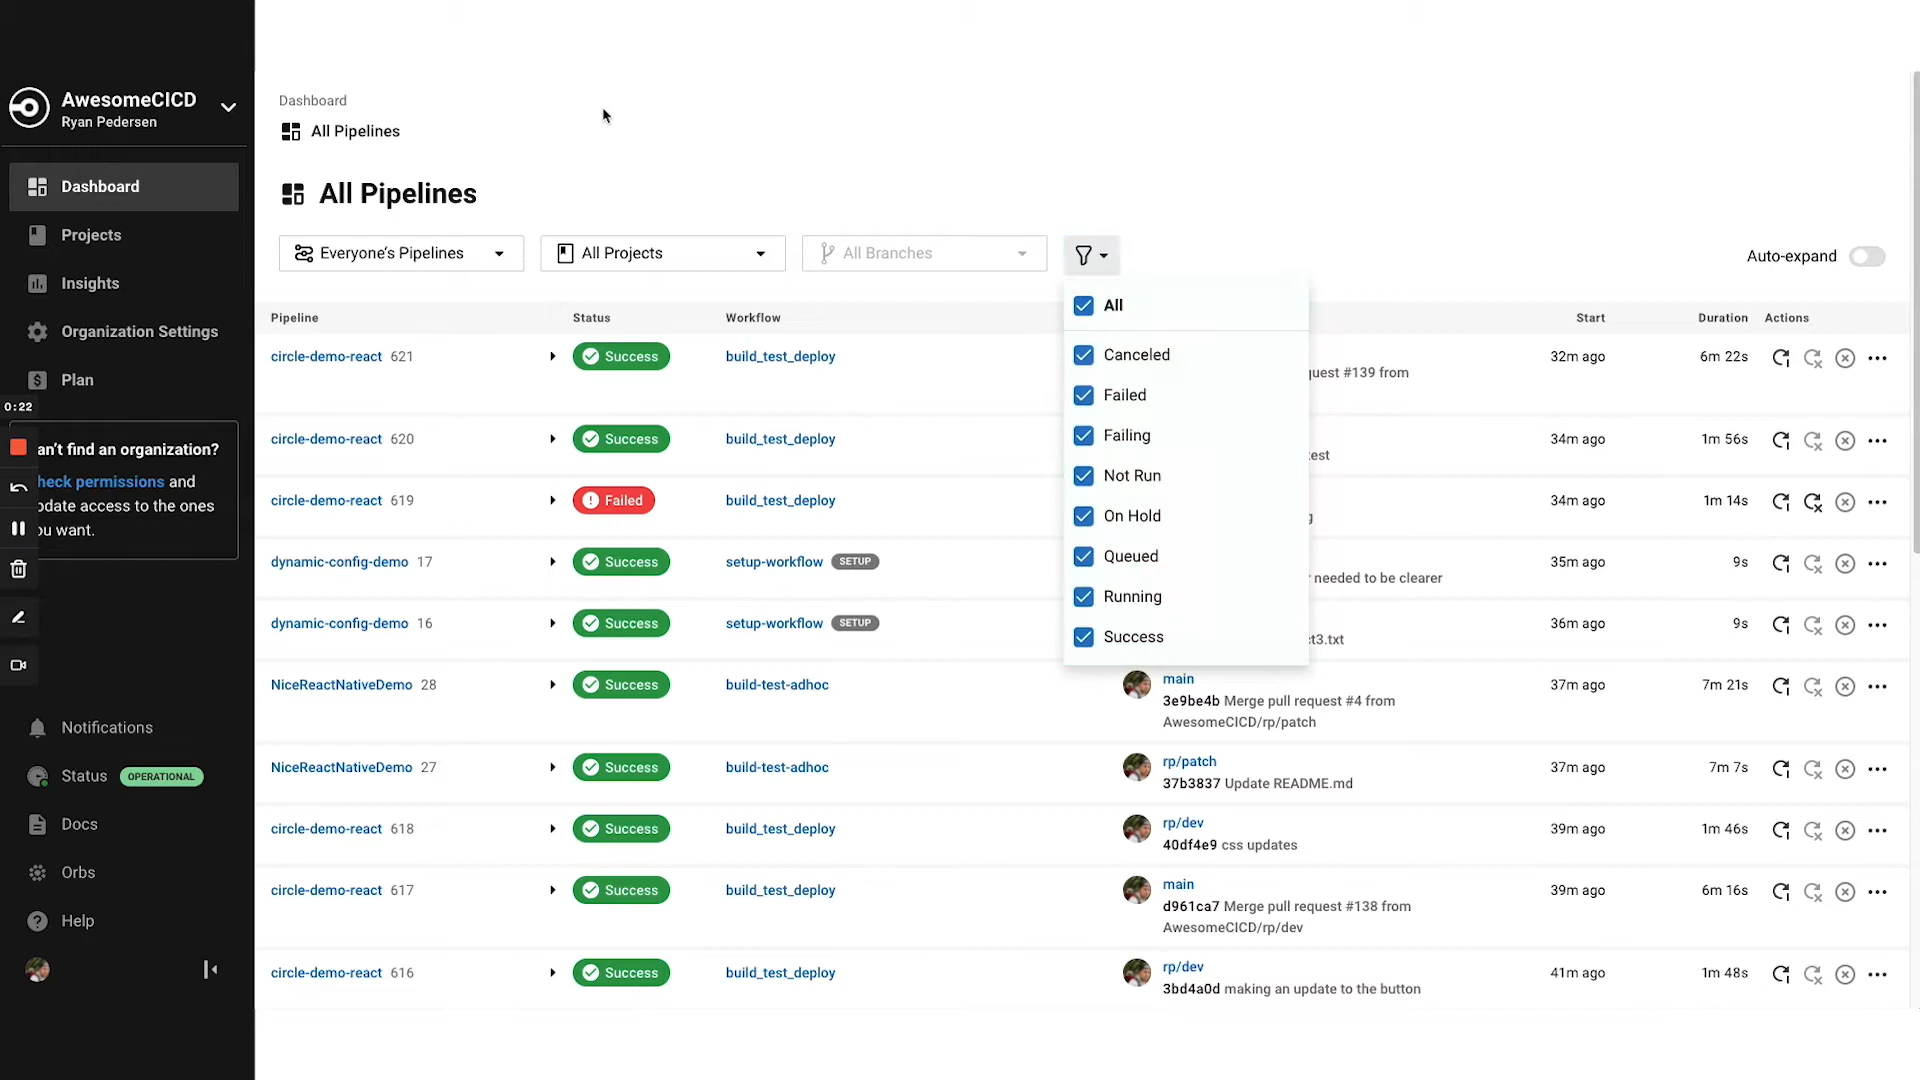 AwesomeCICD
Ryan Pedersen
Dashboard
Projects
Insights
Organization Settings
Plan
0:22
an't find an organization?
heck permissions and
pdate access to the ones
ou want.
Notifications
Status OPERATIONAL
Docs
Orbs
Help
Dashboard
All Pipelines
All Pipelines
Everyone's Pipelines
All Projects
All Branches
Auto-expand
All
Canceled
Failed
Failing
Not Run
On Hold
Queued
Running
Success
Pipeline Status Workflow Start Duration Actions
circle-demo-react 621 Success build_test_deploy 32m ago 6m 22s
quest #139 from
circle-demo-react 620 Success build_test_deploy 34m ago 1m 56s
test
circle-demo-react 619 Failed build_test_deploy 34m ago 1m 14s
g
dynamic-config-demo 17 Success setup-workflow SETUP 35m ago 9s
needed to be clearer
dynamic-config-demo 16 Success setup-workflow SETUP 36m ago 9s
ct3.txt
NiceReactNativeDemo 28 Success build-test-adhoc main 37m ago 7m 21s
3e9be4b Merge pull request #4 from
AwesomeCICD/rp/patch
NiceReactNativeDemo 27 Success build-test-adhoc rp/patch 37m ago 7m 7s
37b3837 Update README.md
circle-demo-react 618 Success build_test_deploy rp/dev 39m ago 1m 46s
40df4e9 css updates
circle-demo-react 617 Success build_test_deploy main 39m ago 6m 16s
d961ca7 Merge pull request #138 from
AwesomeCICD/rp/dev
circle-demo-react 616 Success build_test_deploy rp/dev 41m ago 1m 48s
3bd4a0d making an update to the button